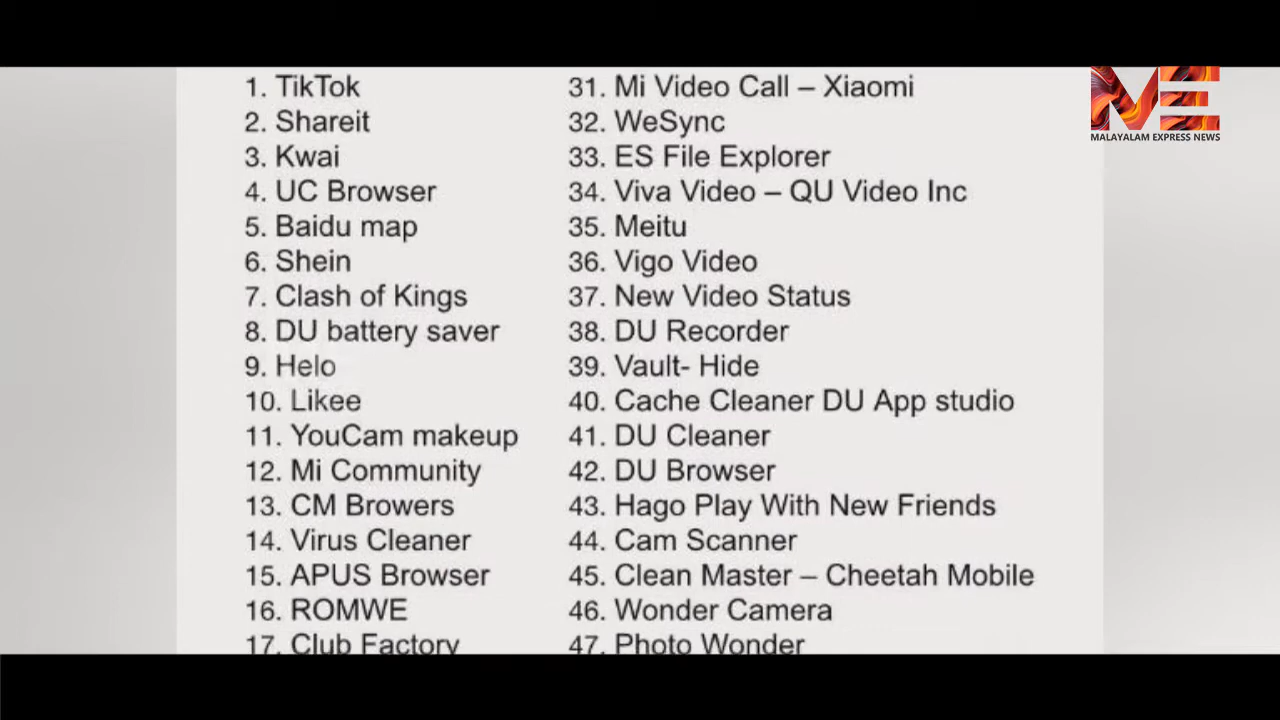 1. TikTok
2. Shareit
3. Kwai
4. UC Browser
5. Baidu map
6. Shein
7. Clash of Kings
8. DU battery saver
9. Helo
10. Likee
11. YouCam makeup
12. Mi Community
13. CM Browers
14. Virus Cleaner
15. APUS Browser
16. ROMWE
17. Club Factory
31. Mi Video Call – Xiaomi
32. WeSync
33. ES File Explorer
34. Viva Video – QU Video Inc
35. Meitu
36. Vigo Video
37. New Video Status
38. DU Recorder
39. Vault- Hide
40. Cache Cleaner DU App studio
41. DU Cleaner
42. DU Browser
43. Hago Play With New Friends
44. Cam Scanner
45. Clean Master – Cheetah Mobile
46. Wonder Camera
47. Photo Wonder
ME
MALAYALAM EXPRESS NEWS